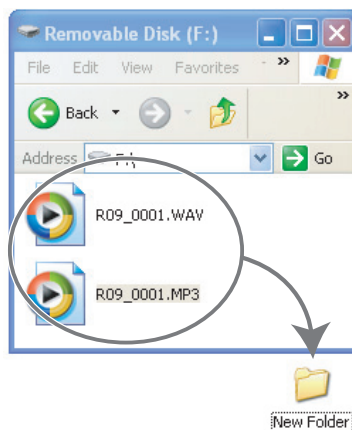 Removable Disk (F:)
File Edit View Favorites »
»
Back
Address F:\ Go
R09_0001.WAV
R09_0001.MP3
New Folder